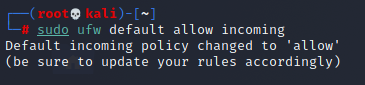 ┌──(root💀kali)-[~]
└─# sudo ufw default allow incoming
Default incoming policy changed to 'allow'
(be sure to update your rules accordingly)